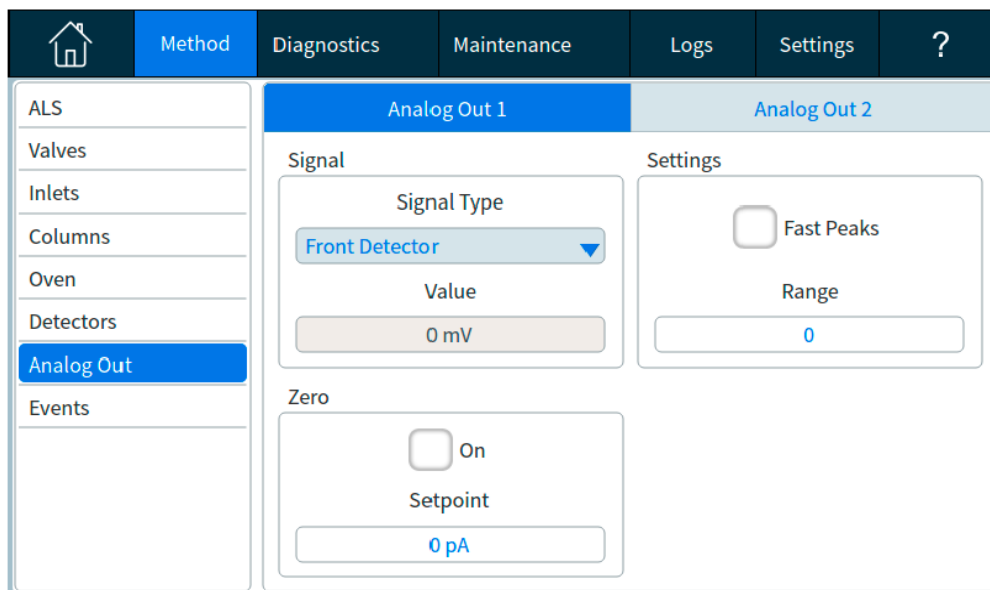 Method Diagnostics Maintenance Logs Settings ?
ALS
Valves
Inlets
Columns
Oven
Detectors
Analog Out
Events
Analog Out 1 Analog Out 2
Signal
Signal Type
Front Detector
Value
0 mV
Settings
Fast Peaks
Range
0
Zero
On
Setpoint
0 pA